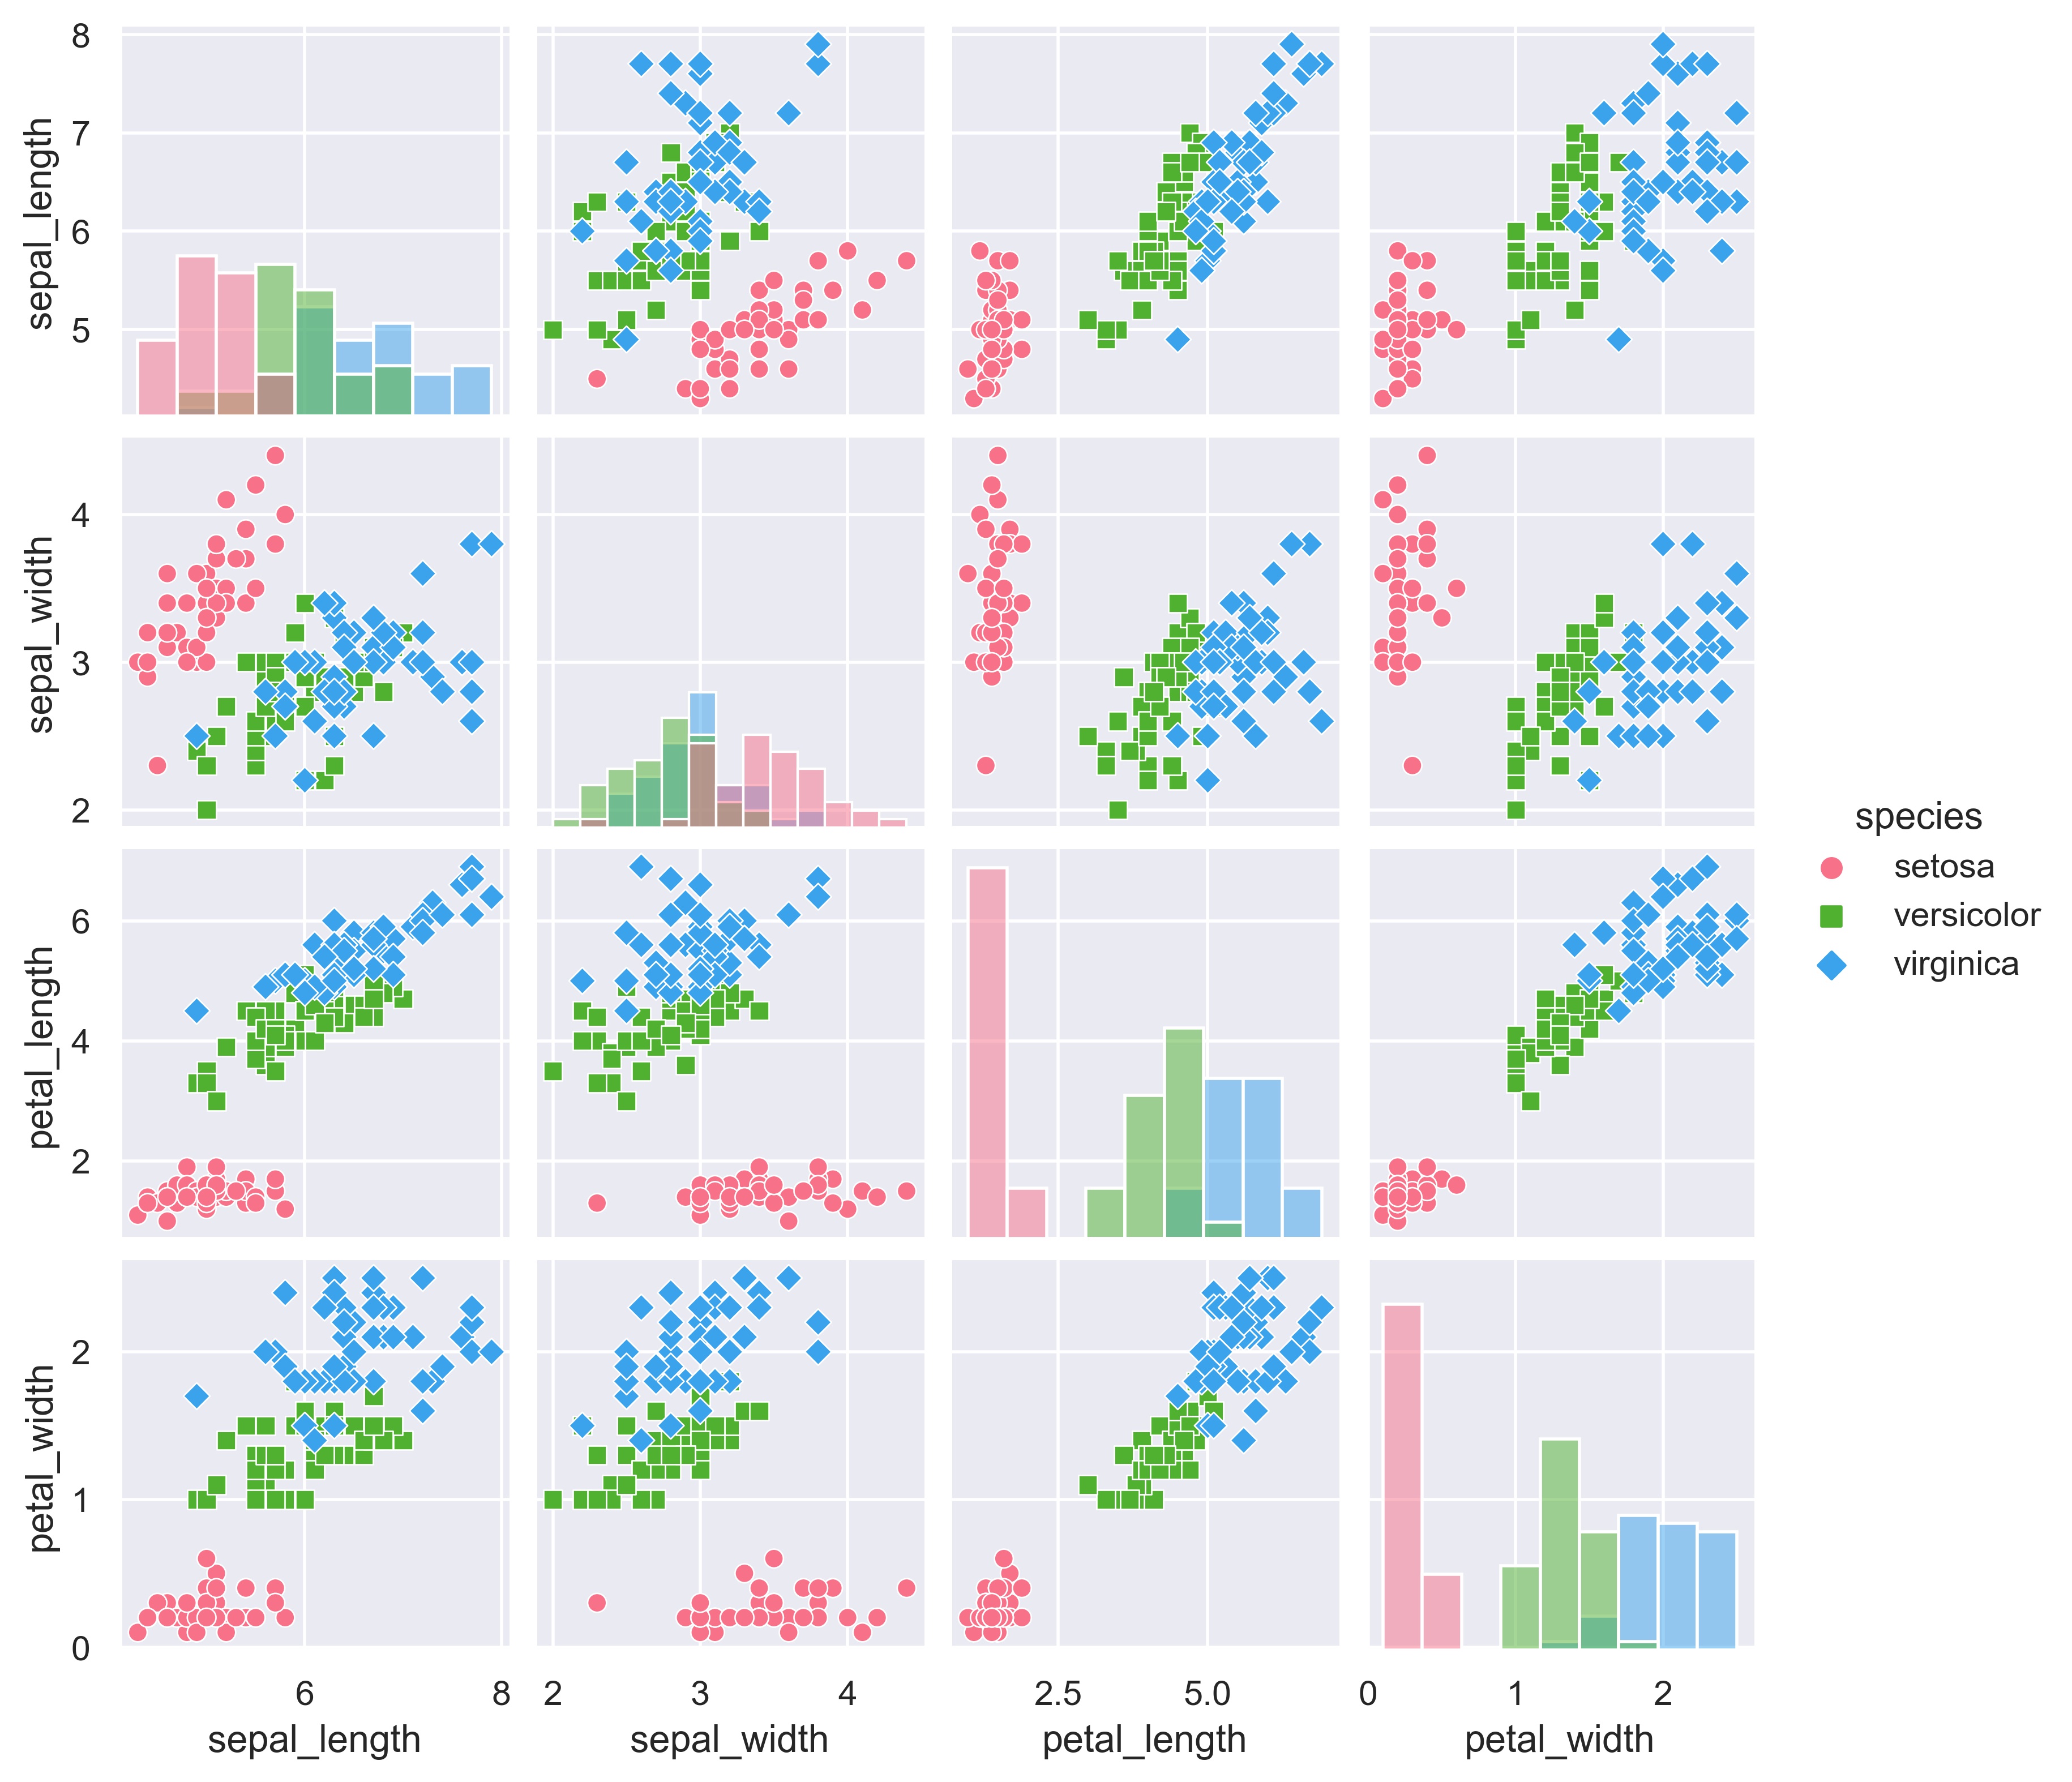 8
7
6
5
sepal_length
4
3
2
sepal_width
6
4
2
petal_length
2
1
0
petal_width
6 8
2 3 4
2.5 5.0
0 1 2
sepal_length
sepal_width
petal_length
petal_width
species
setosa
versicolor
virginica